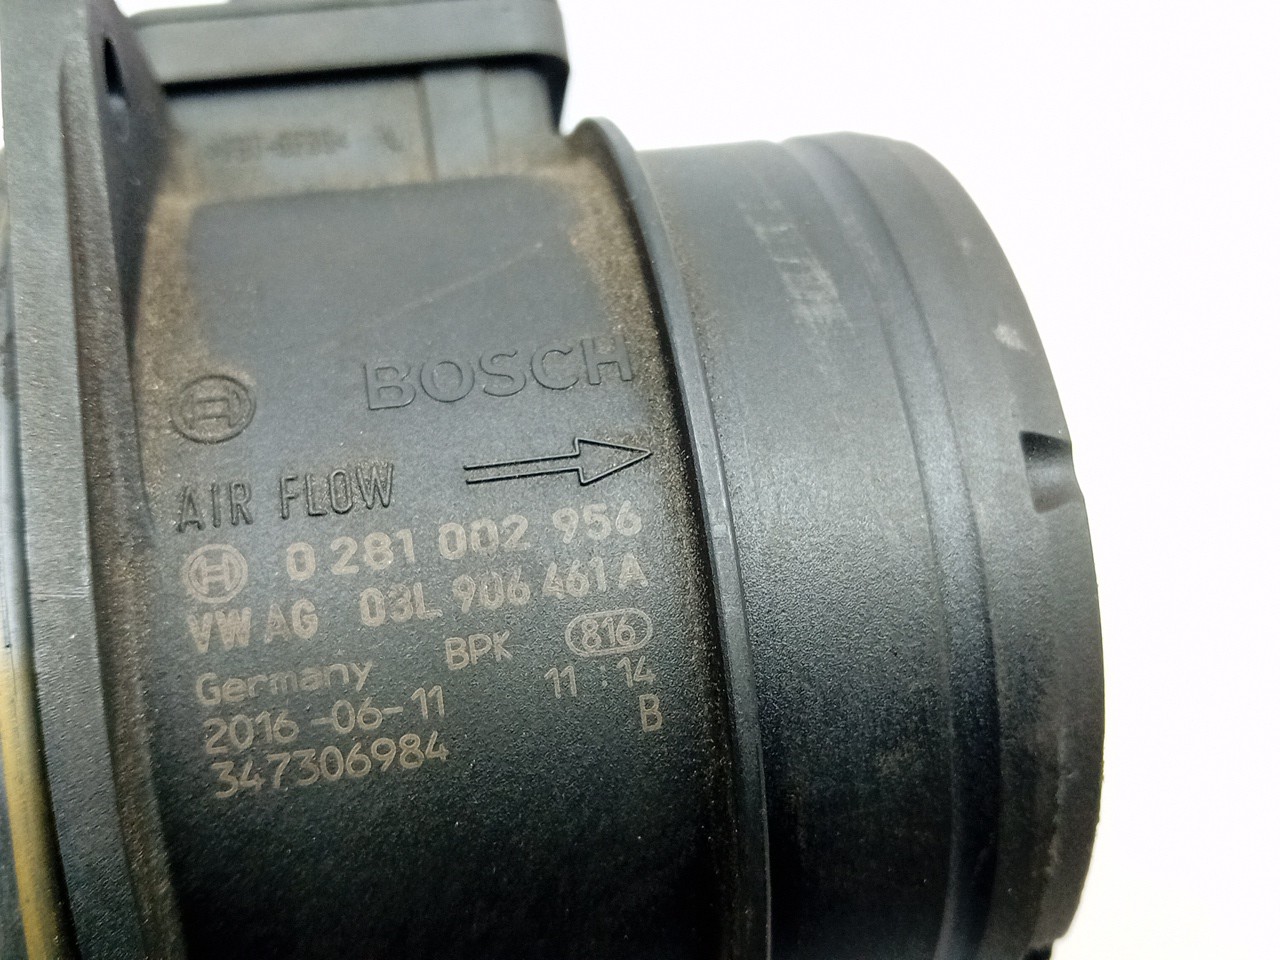 BOSCH
AIR FLOW
0 281 002 956
VW AG 03L 906 461 A
Germany BPK 816
2016-06-11 11:14
347306984 B